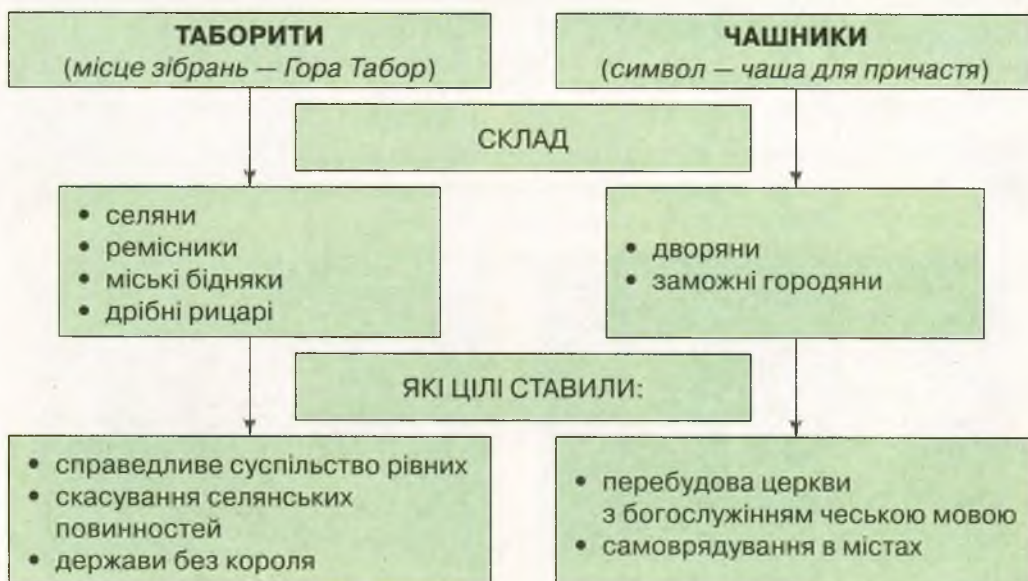 ТАБОРИТИ
(місце зібрань — Гора Табор)
ЧАШНИКИ
(символ — чаша для причастя)
СКЛАД
• селяни
• ремісники
• міські бідняки
• дрібні рицарі
• дворяни
• заможні городяни
ЯКІ ЦІЛІ СТАВИЛИ:
• справедливе суспільство рівних
• скасування селянських
повинностей
• держави без короля
• перебудова церкви
з богослужінням чеською мовою
• самоврядування в містах